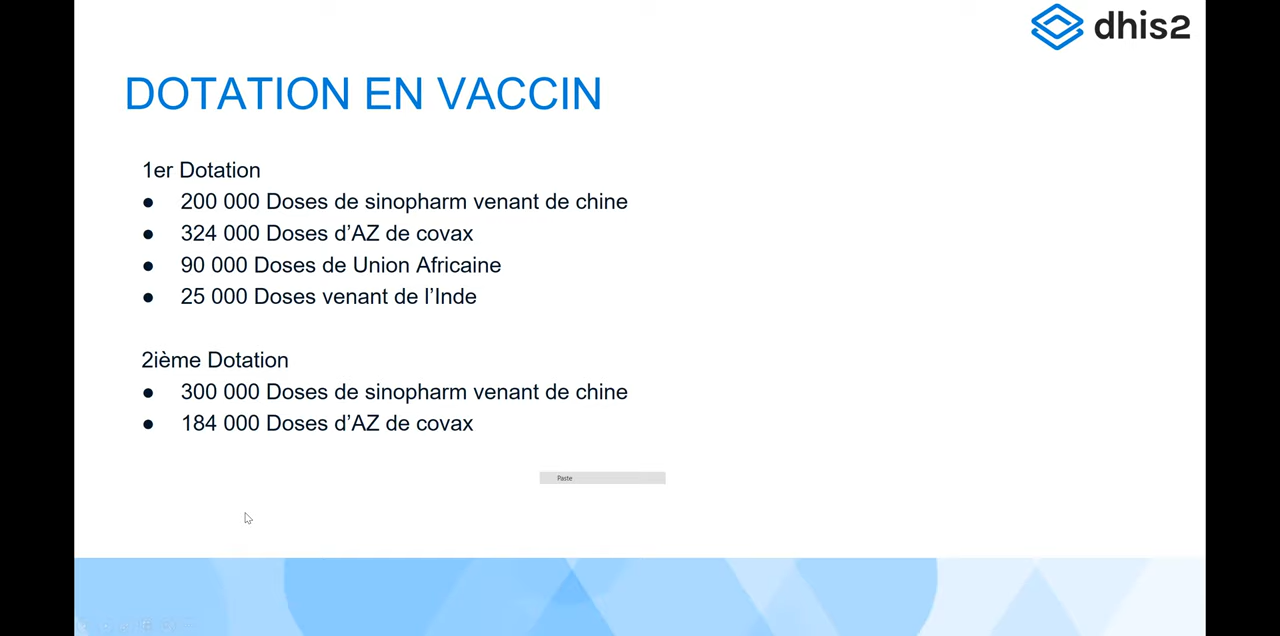 dhis2
DOTATION EN VACCIN
1er Dotation
● 200 000 Doses de sinopharm venant de chine
● 324 000 Doses d’AZ de covax
● 90 000 Doses de Union Africaine
● 25 000 Doses venant de l’Inde
2ième Dotation
● 300 000 Doses de sinopharm venant de chine
● 184 000 Doses d’AZ de covax
Paste